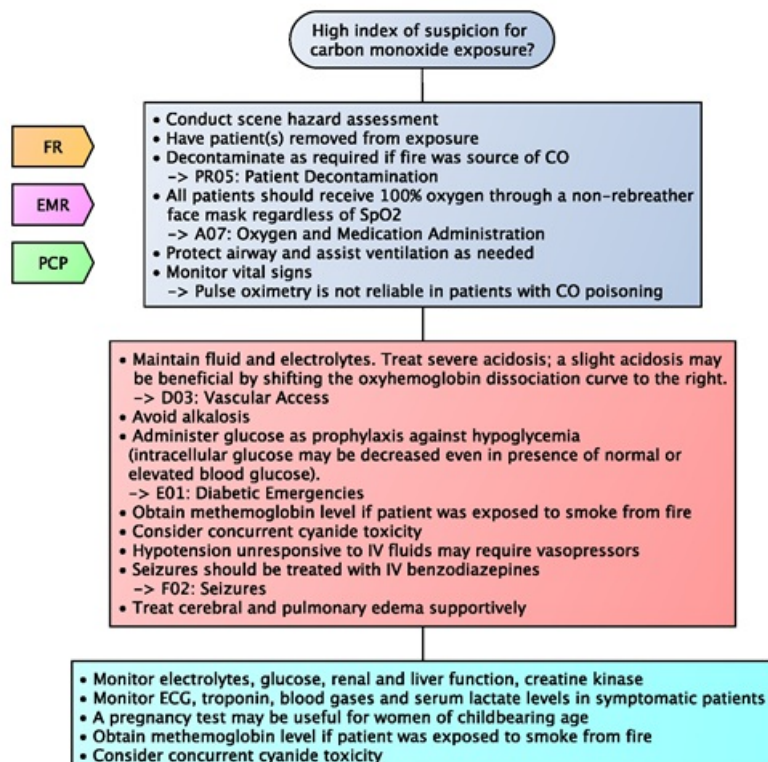 High index of suspicion for
carbon monoxide exposure?
FR
EMR
PCP
• Conduct scene hazard assessment
• Have patient(s) removed from exposure
• Decontaminate as required if fire was source of CO
-> PR05: Patient Decontamination
• All patients should receive 100% oxygen through a non-rebreather
face mask regardless of SpO2
-> A07: Oxygen and Medication Administration
• Protect airway and assist ventilation as needed
• Monitor vital signs
-> Pulse oximetry is not reliable in patients with CO poisoning
• Maintain fluid and electrolytes. Treat severe acidosis; a slight acidosis may
be beneficial by shifting the oxyhemoglobin dissociation curve to the right.
-> D03: Vascular Access
• Avoid alkalosis
• Administer glucose as prophylaxis against hypoglycemia
(intracellular glucose may be decreased even in presence of normal or
elevated blood glucose).
-> E01: Diabetic Emergencies
• Obtain methemoglobin level if patient was exposed to smoke from fire
• Consider concurrent cyanide toxicity
• Hypotension unresponsive to IV fluids may require vasopressors
• Seizures should be treated with IV benzodiazepines
-> F02: Seizures
• Treat cerebral and pulmonary edema supportively
• Monitor electrolytes, glucose, renal and liver function, creatine kinase
• Monitor ECG, troponin, blood gases and serum lactate levels in symptomatic patients
• A pregnancy test may be useful for women of childbearing age
• Obtain methemoglobin level if patient was exposed to smoke from fire
• Consider concurrent cyanide toxicity